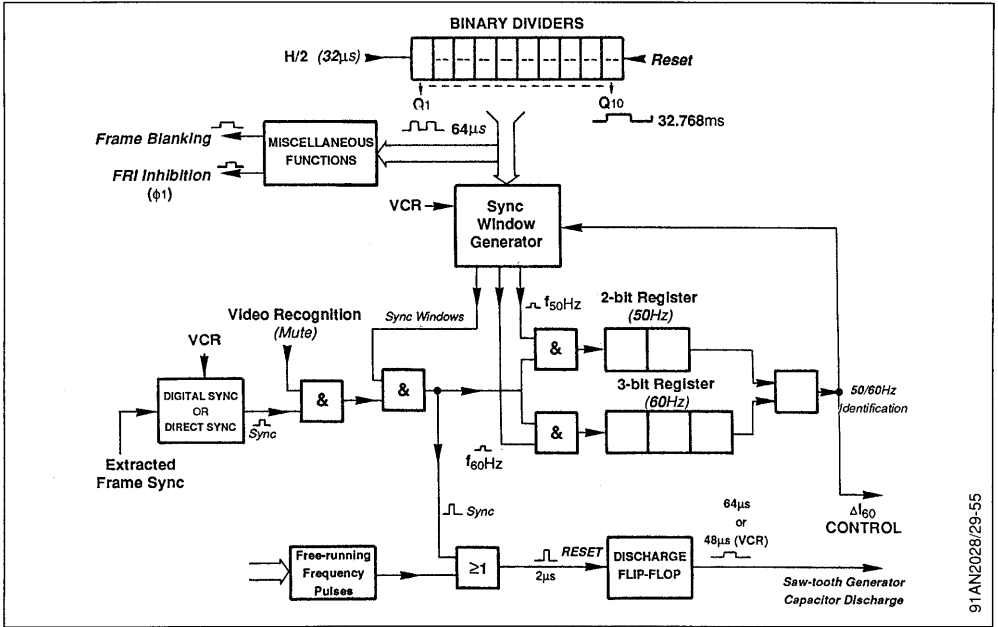 BINARY DIVIDERS
H/2 (32µs)
Reset
Q1
Q10
32.768ms
64µs
Frame Blanking
MISCELLANEOUS
FUNCTIONS
FRI Inhibition
(ϕ1)
VCR
Sync
Window
Generator
f50Hz
2-bit Register
(50Hz)
Video Recognition
(Mute)
Sync Windows
VCR
&
DIGITAL SYNC
OR
DIRECT SYNC
&
&
3-bit Register
(60Hz)
50/60Hz
Identification
Sync
&
Extracted
Frame Sync
f60Hz
Sync
ΔI60
CONTROL
64µs
or
48µs (VCR)
Free-running
Frequency
Pulses
≥1
RESET
2µs
DISCHARGE
FLIP-FLOP
Saw-tooth Generator
Capacitor Discharge
91AN2028/29-55